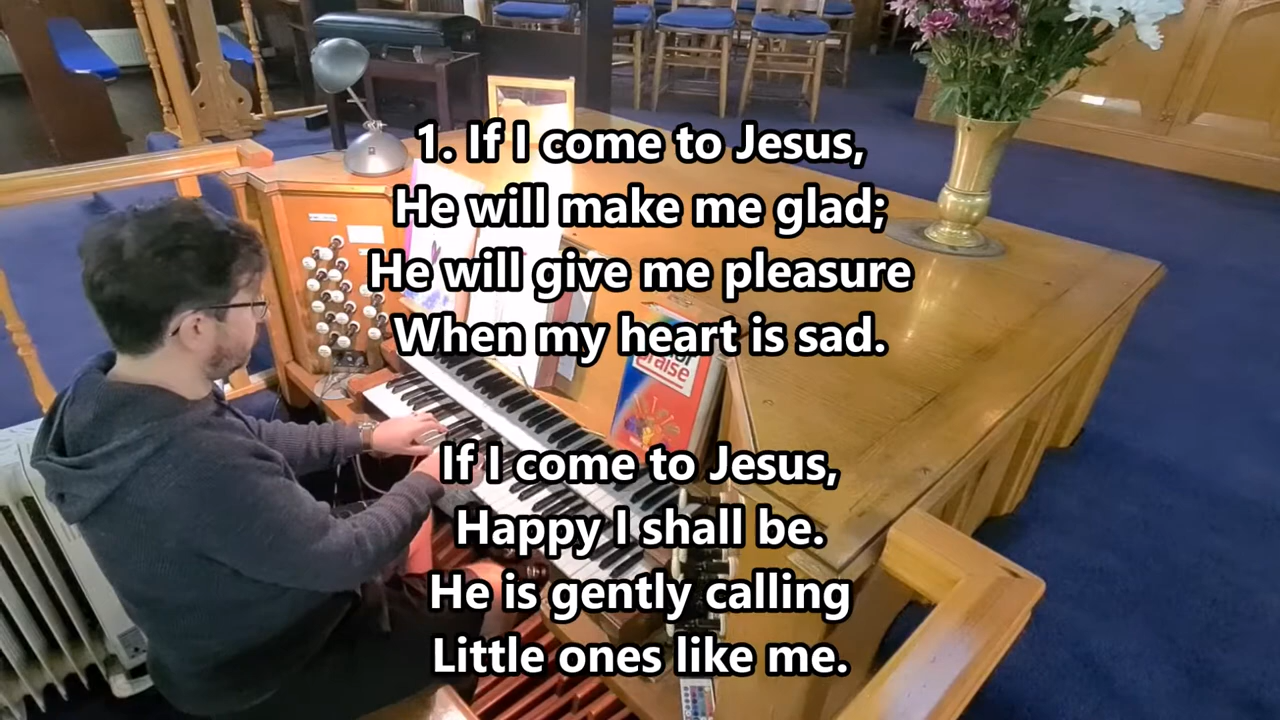 1. If I come to Jesus,
He will make me glad;
He will give me pleasure
When my heart is sad.
If I come to Jesus,
Happy I shall be.
He is gently calling
Little ones like me.
praise